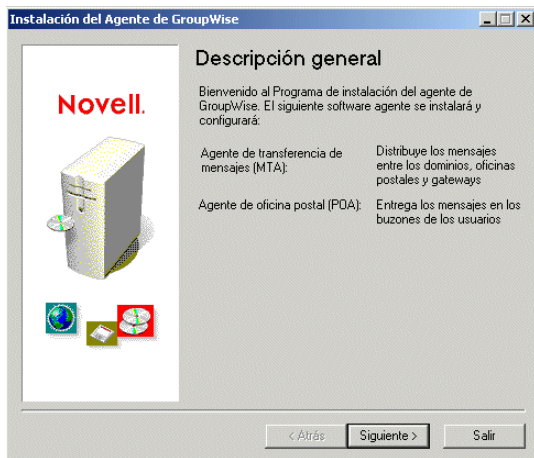 Instalación del Agente de GroupWise
Novell.
Descripción general
Bienvenido al Programa de instalación del agente de
GroupWise. El siguiente software agente se instalará y
configurará:
Agente de transferencia de
mensajes (MTA):
Distribuye los mensajes
entre los dominios, oficinas
postales y gateways
Agente de oficina postal (POA):
Entrega los mensajes en los
buzones de los usuarios
< Atrás
Siguiente >
Salir